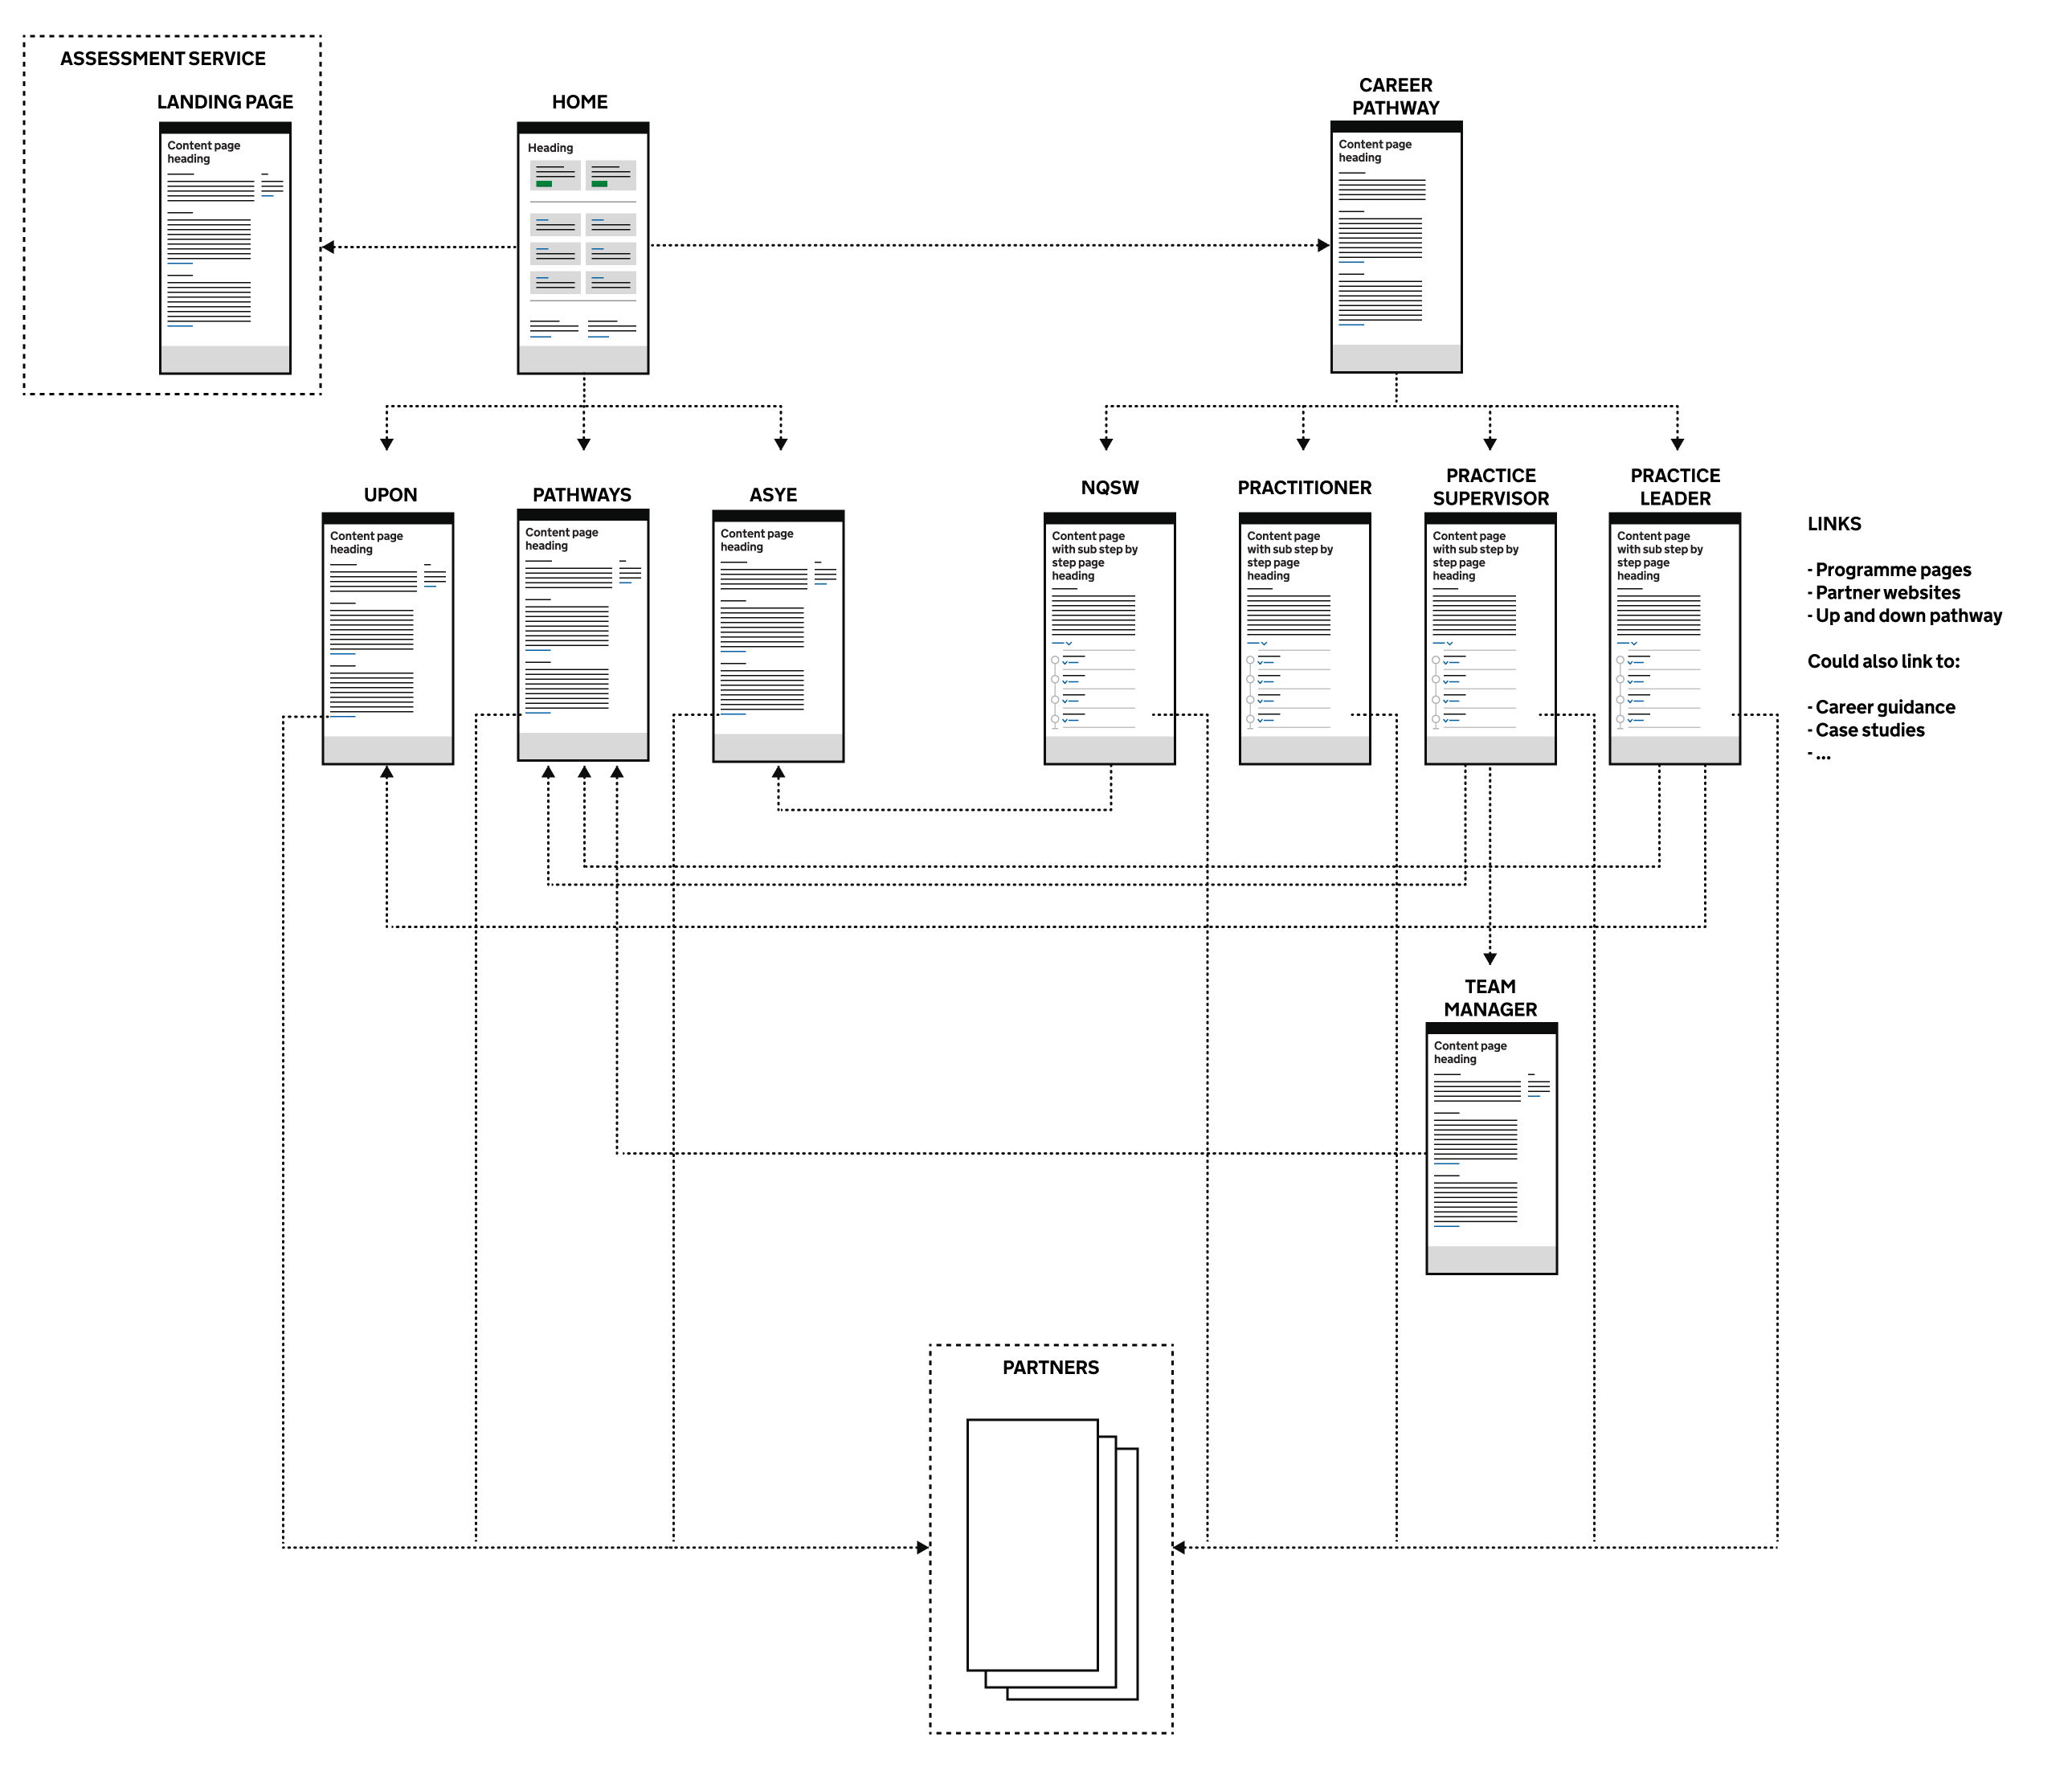 ASSESSMENT SERVICE
LANDING PAGE
Content page
heading
HOME
Heading
CAREER
PATHWAY
Content page
heading
UPON
Content page
heading
PATHWAYS
Content page
heading
ASYE
Content page
heading
NQSW
Content page
with sub step by
step page
heading
PRACTITIONER
Content page
with sub step by
step page
heading
PRACTICE
SUPERVISOR
Content page
with sub step by
step page
heading
PRACTICE
LEADER
Content page
with sub step by
step page
heading
LINKS
- Programme pages
- Partner websites
- Up and down pathway
Could also link to:
- Career guidance
- Case studies
- ...
TEAM
MANAGER
Content page
heading
PARTNERS